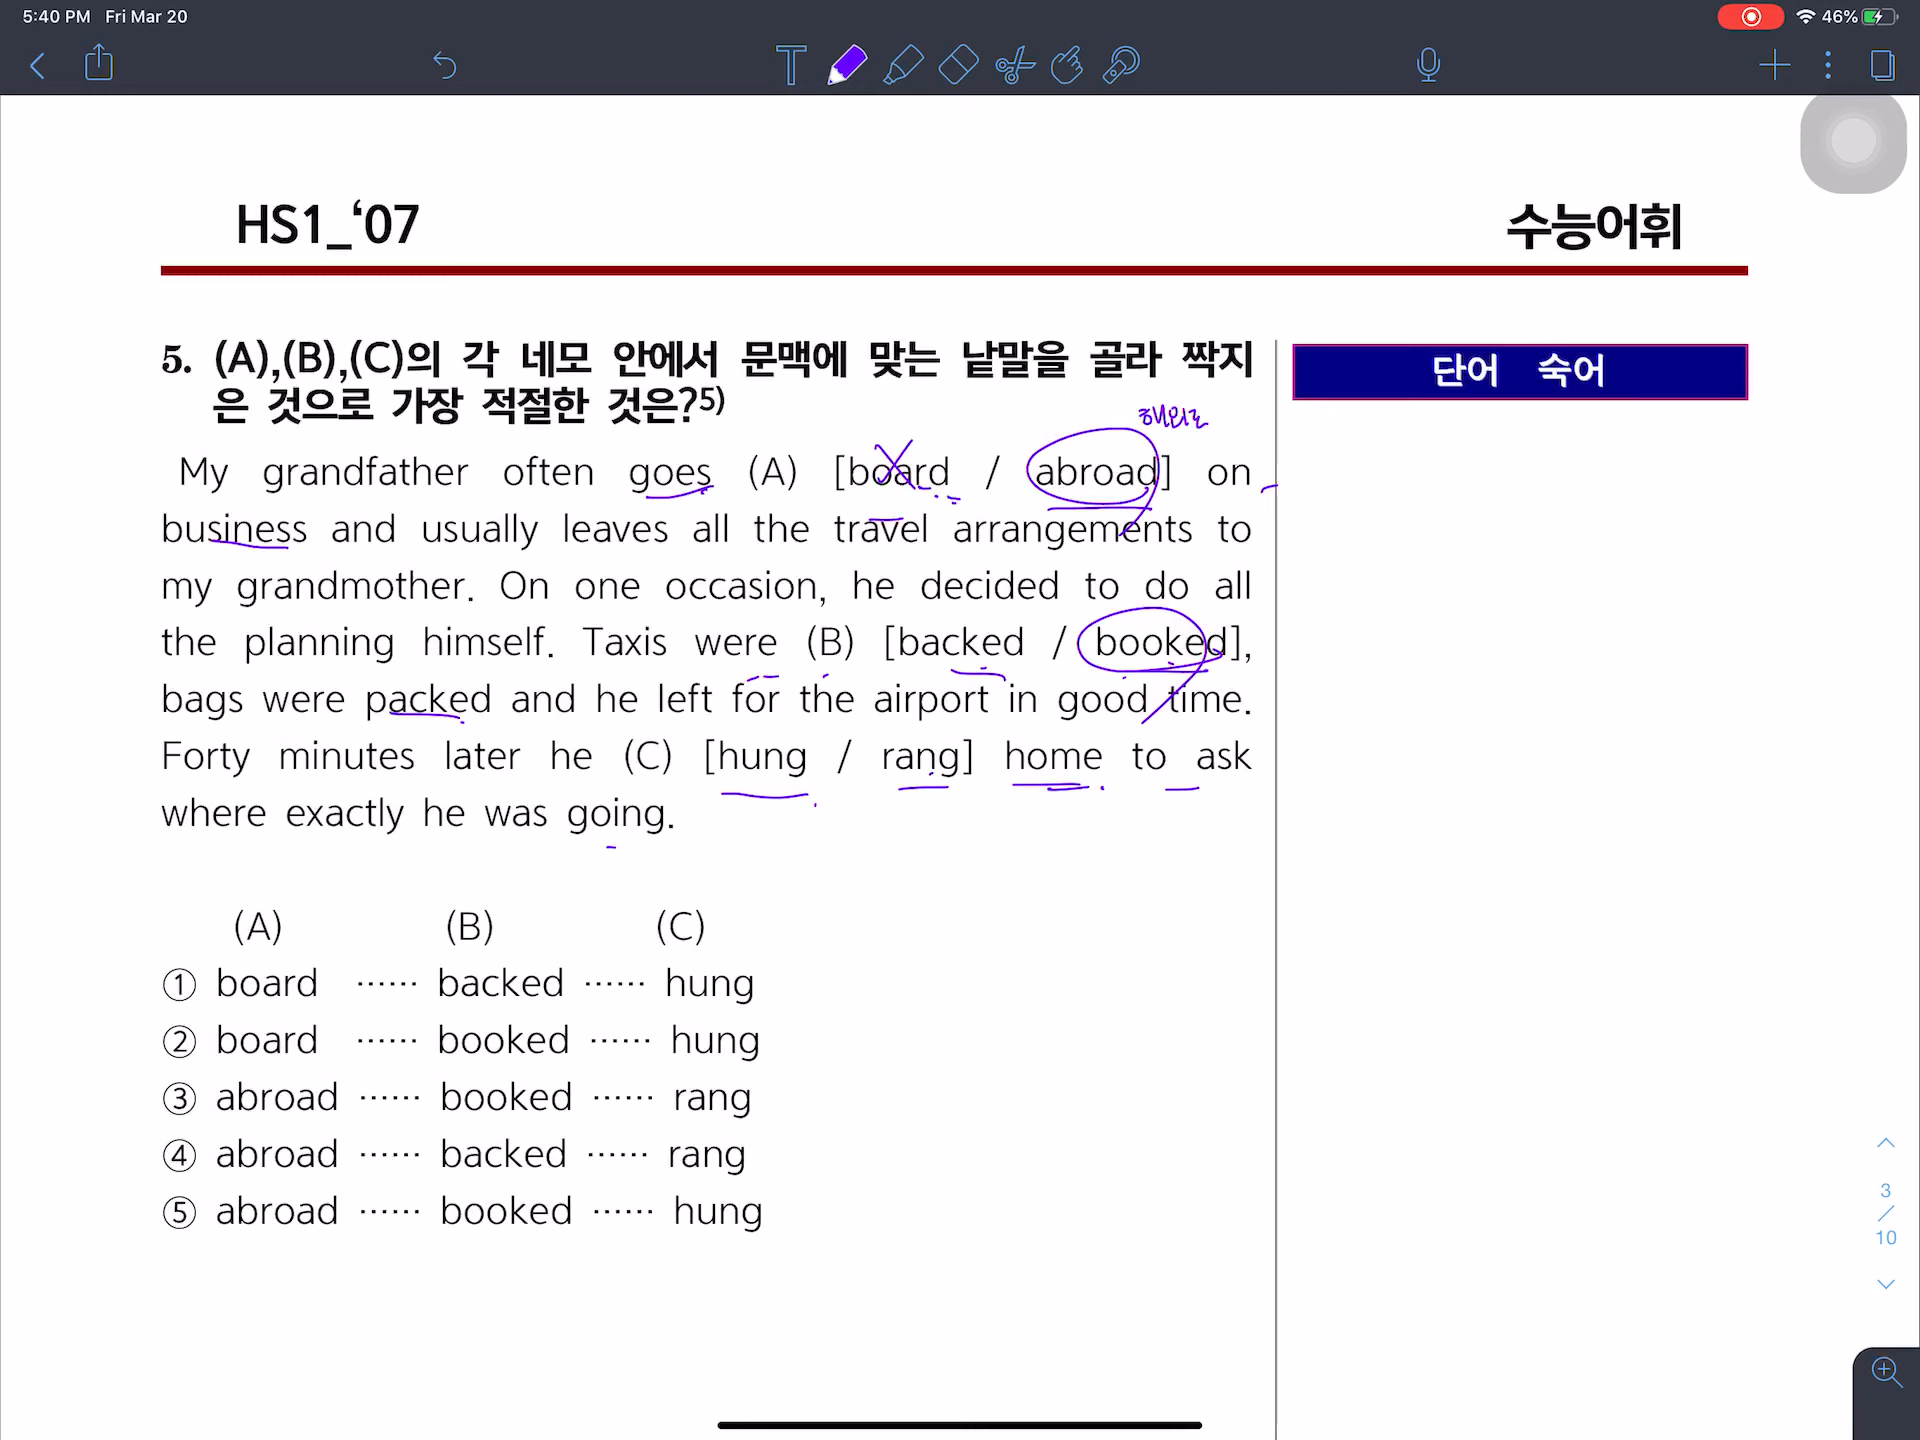 5:40 PM Fri Mar 20
46%
HS1_‘07
수능어휘
5. (A),(B),(C)의 각 네모 안에서 문맥에 맞는 낱말을 골라 짝지
은 것으로 가장 적절한 것은?5)
단어 숙어
해외로
My grandfather often goes (A) [board / abroad] on
business and usually leaves all the travel arrangements to
my grandmother. On one occasion, he decided to do all
the planning himself. Taxis were (B) [backed / booked],
bags were packed and he left for the airport in good time.
Forty minutes later he (C) [hung / rang] home to ask
where exactly he was going.
(A) (B) (C)
① board ...... backed ...... hung
② board ...... booked ...... hung
③ abroad ...... booked ...... rang
④ abroad ...... backed ...... rang
⑤ abroad ...... booked ...... hung
3
/
10